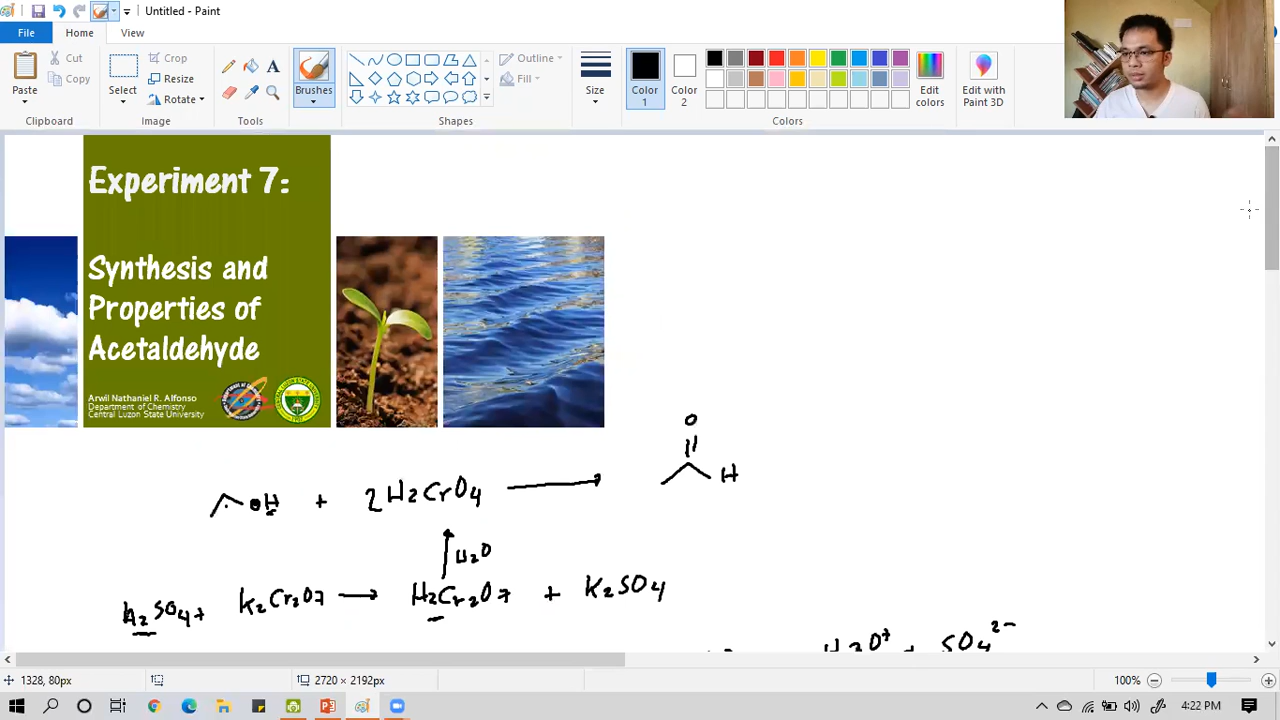 Untitled - Paint
File
Home
View
Paste
Cut
Copy
Clipboard
Select
Crop
Resize
Rotate
Image
Tools
Brushes
Shapes
Outline
Fill
Size
Color 1
Color 2
Colors
Edit colors
Edit with Paint 3D
Experiment 7:
Synthesis and
Properties of
Acetaldehyde
Arwil Nathaniel R. Alfonso
Department of Chemistry
Central Luzon State University
O
H
OH + 2H2CrO4
H2O
H2SO4+ K2Cr2O7 → H2Cr2O7 + K2SO4
H3O+ + SO4 2-
1328, 80px
2720 × 2192px
100%
4:22 PM